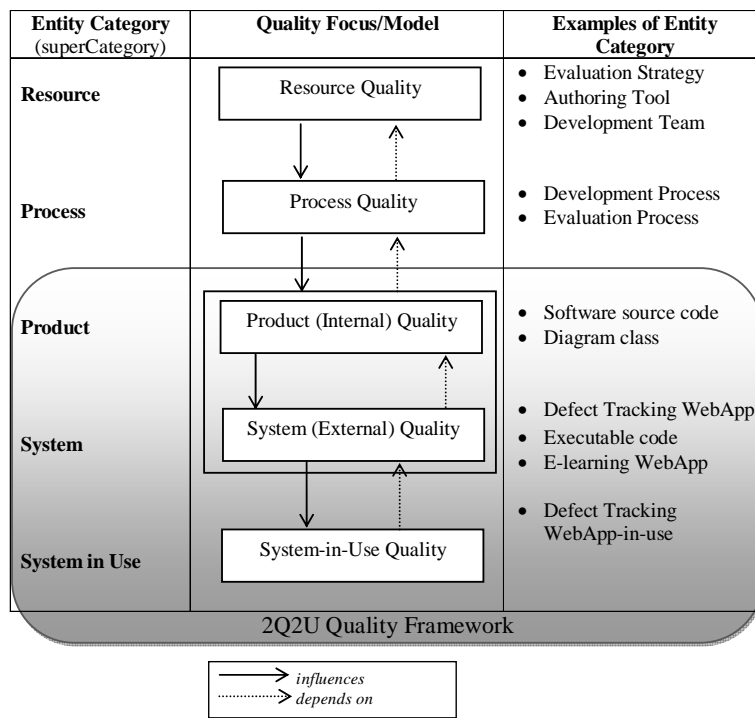 Entity Category
(superCategory)
Quality Focus/Model
Examples of Entity
Category
Resource
Resource Quality
• Evaluation Strategy
• Authoring Tool
• Development Team
Process
Process Quality
• Development Process
• Evaluation Process
Product
Product (Internal) Quality
• Software source code
• Diagram class
System
System (External) Quality
• Defect Tracking WebApp
• Executable code
• E-learning WebApp
System in Use
System-in-Use Quality
• Defect Tracking
WebApp-in-use
2Q2U Quality Framework
influences
depends on